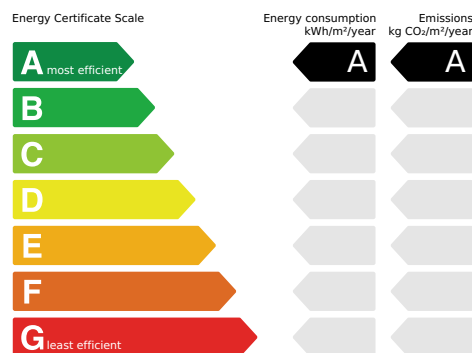 Energy Certificate Scale
Energy consumption
kWh/m²/year
Emissions
kg CO₂/m²/year
A most efficient
A
A
B
C
D
E
F
G least efficient